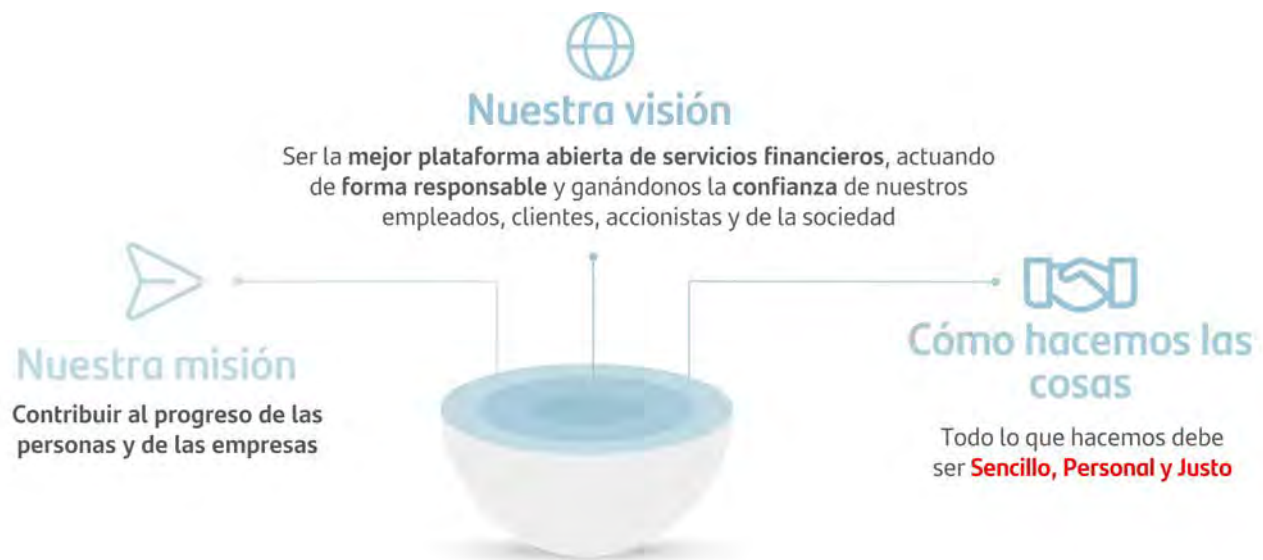 Nuestra visión
Ser la mejor plataforma abierta de servicios financieros, actuando
de forma responsable y ganándonos la confianza de nuestros
empleados, clientes, accionistas y de la sociedad
Nuestra misión
Contribuir al progreso de las
personas y de las empresas
Cómo hacemos las
cosas
Todo lo que hacemos debe
ser Sencillo, Personal y Justo